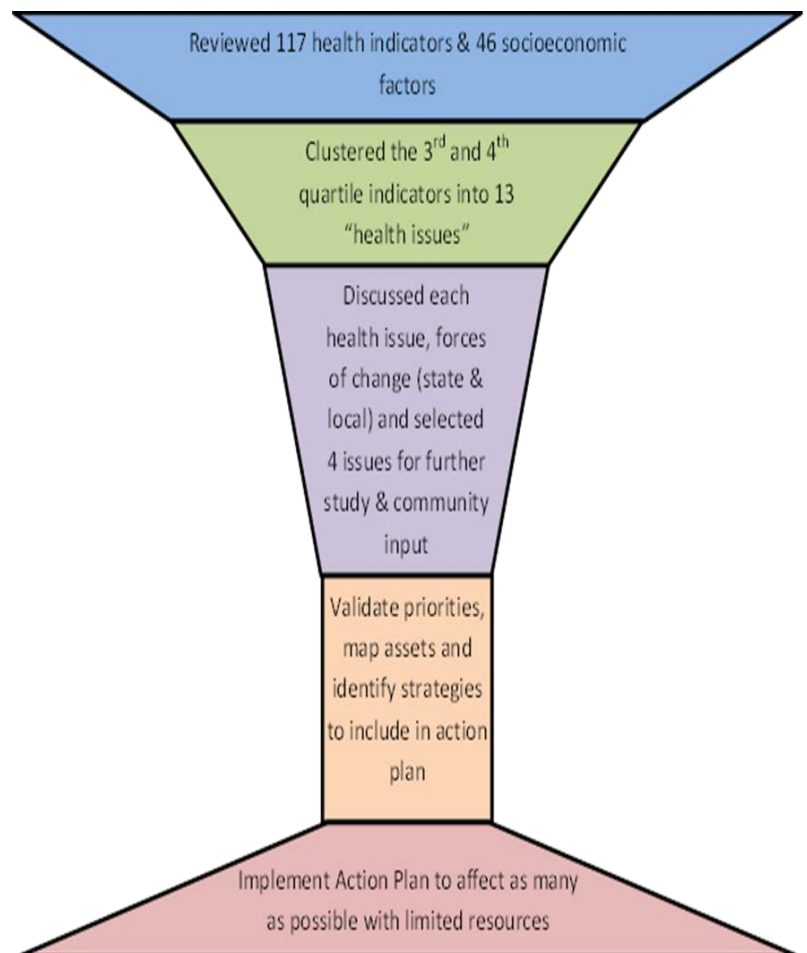 Reviewed 117 health indicators & 46 socioeconomic
factors
Clustered the 3rd and 4th
quartile indicators into 13
“health issues”
Discussed each
health issue, forces
of change (state &
local) and selected
4 issues for further
study & community
input
Validate priorities,
map assets and
identify strategies
to include in action
plan
Implement Action Plan to affect as many
as possible with limited resources